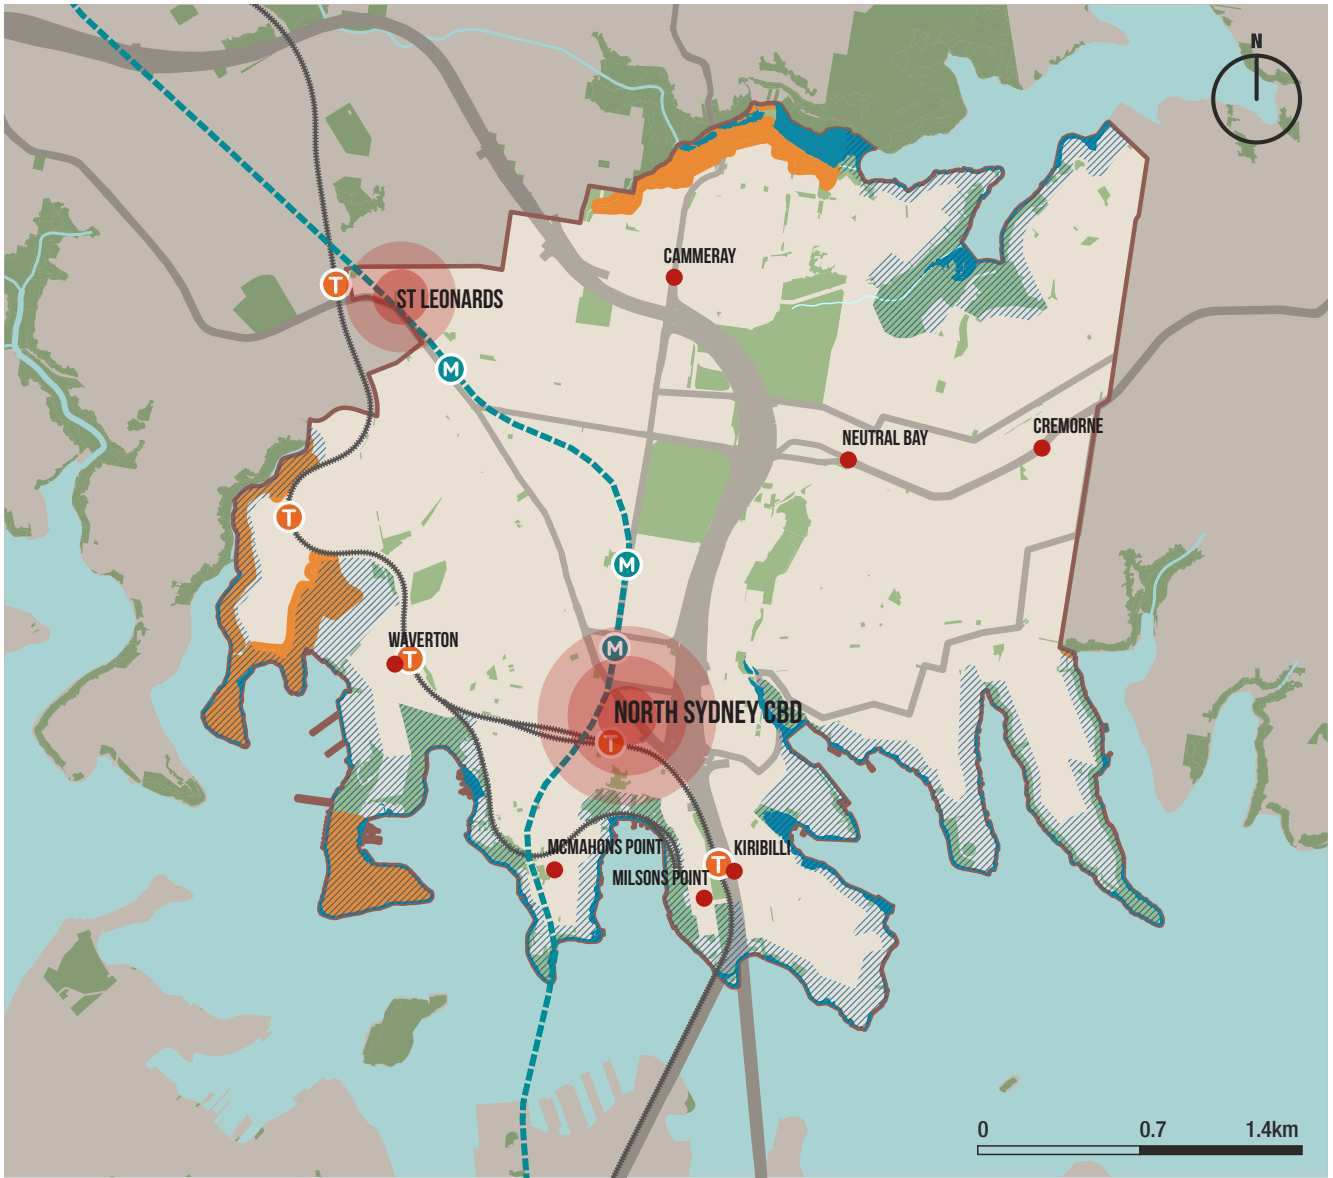 N
CAMMERAY
T
ST LEONARDS
M
CREMORNE
NEUTRAL BAY
T
M
WAVERTON
T
M
NORTH SYDNEY CBD
T
MCMAHONS POINT
KIRIBILLI
T
MILSONS POINT
0 0.7 1.4km